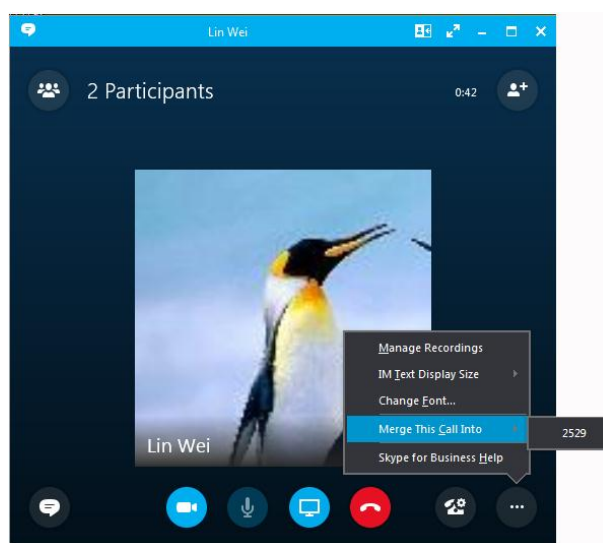 Lin Wei
2 Participants
0:42
Manage Recordings
IM Text Display Size
Change Font...
Merge This Call Into
2529
Skype for Business Help
Lin Wei